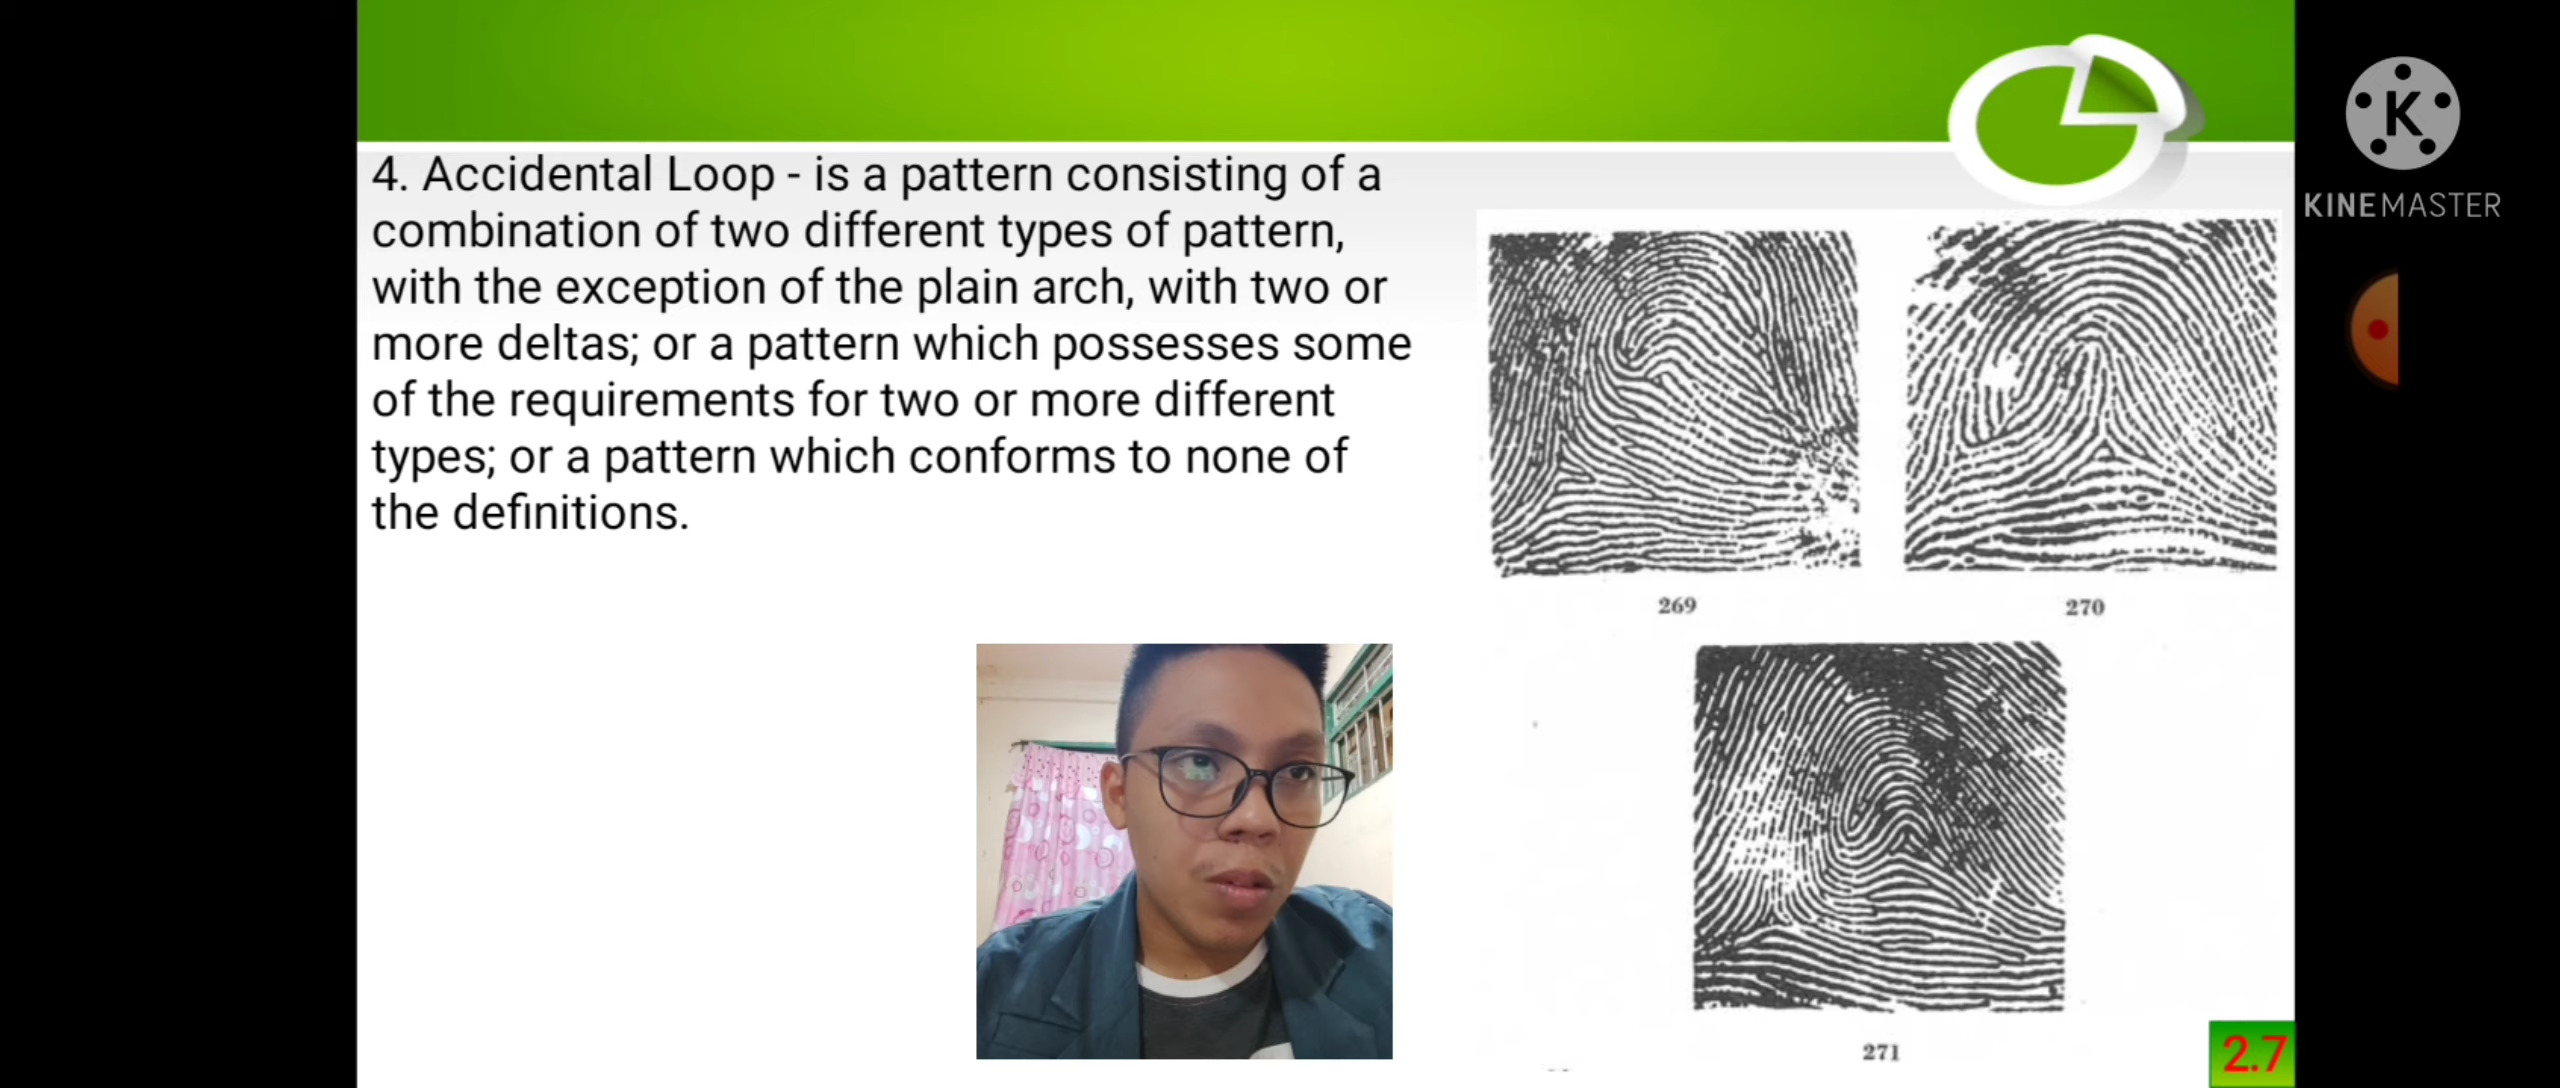 4. Accidental Loop - is a pattern consisting of a
combination of two different types of pattern,
with the exception of the plain arch, with two or
more deltas; or a pattern which possesses some
of the requirements for two or more different
types; or a pattern which conforms to none of
the definitions.
269
270
271
2.7
K
KINEMASTER